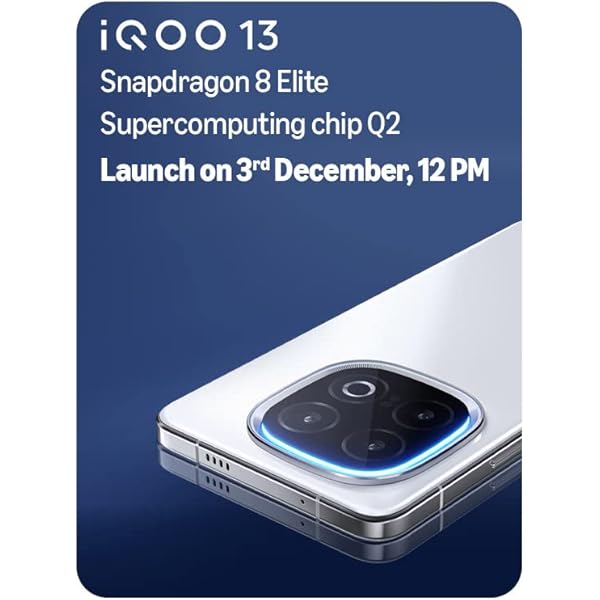 iQOO 13
Snapdragon 8 Elite
Supercomputing chip Q2
Launch on 3rd December, 12 PM